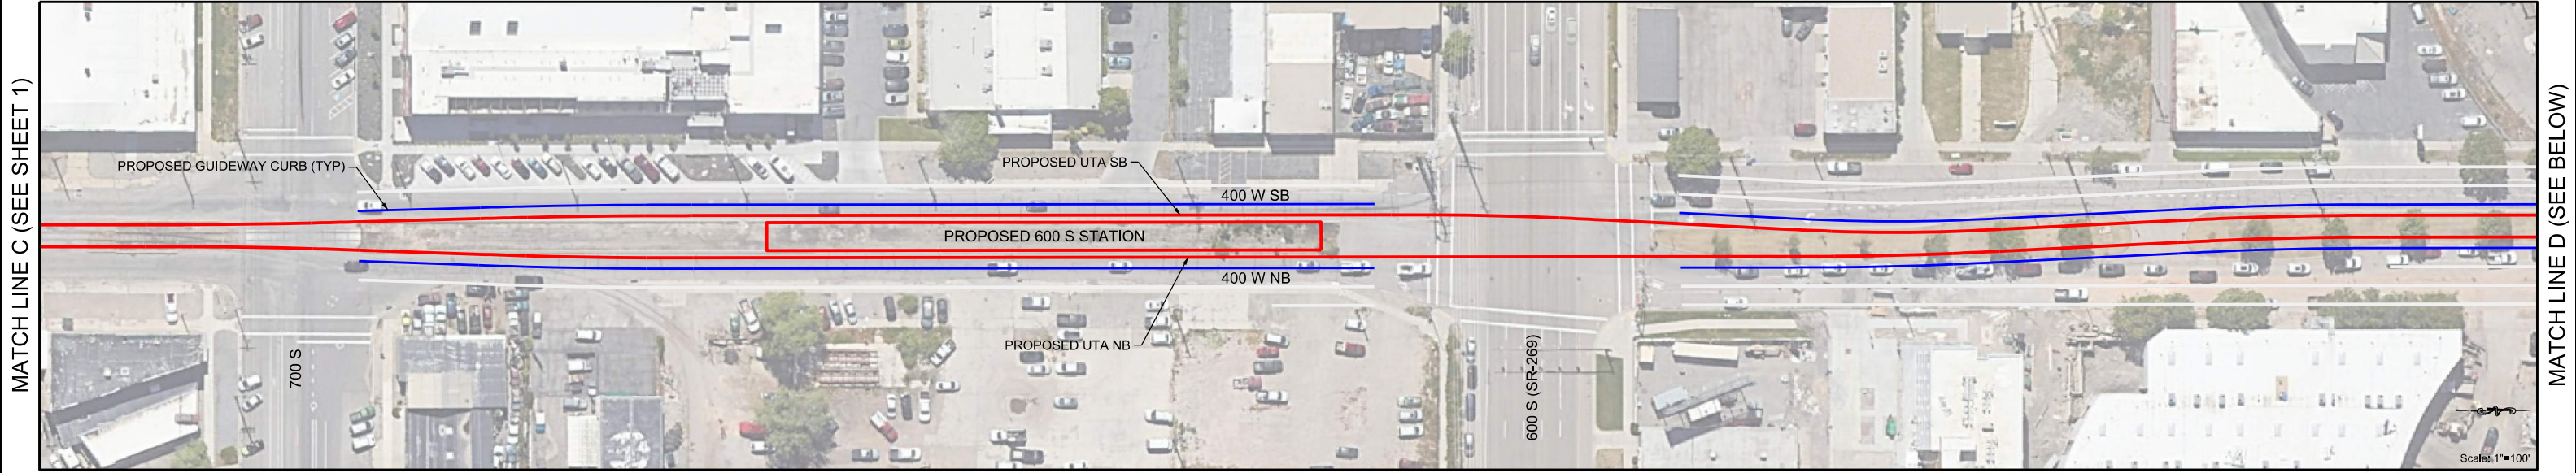 MATCH LINE C (SEE SHEET 1)
PROPOSED GUIDEWAY CURB (TYP)
PROPOSED UTA SB
400 W SB
PROPOSED 600 S STATION
400 W NB
PROPOSED UTA NB
700 S
600 S (SR-269)
MATCH LINE D (SEE BELOW)
Scale: 1"=100'